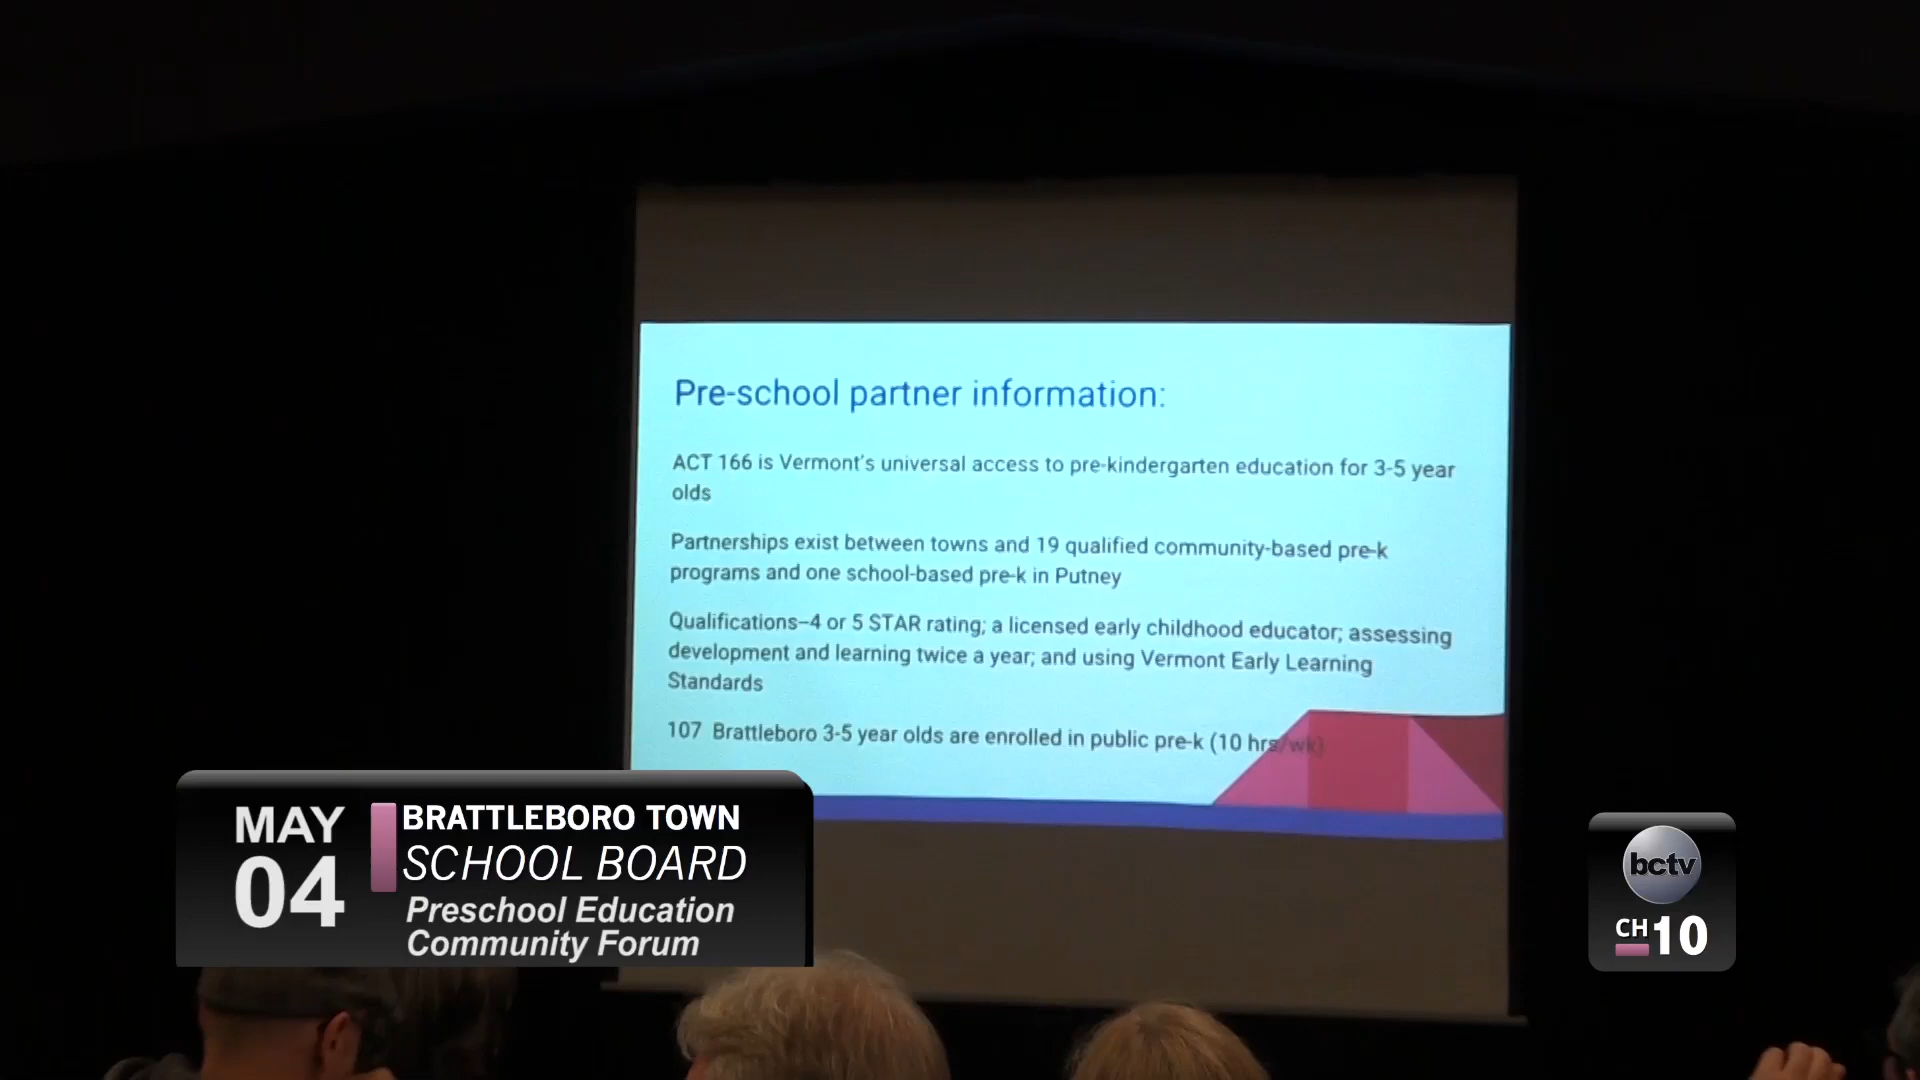 Pre-school partner information:
ACT 166 is Vermont's universal access to pre-kindergarten education for 3-5 year
olds
Partnerships exist between towns and 19 qualified community-based pre-k
programs and one school-based pre-k in Putney
Qualifications–4 or 5 STAR rating; a licensed early childhood educator; assessing
development and learning twice a year; and using Vermont Early Learning
Standards
107 Brattleboro 3-5 year olds are enrolled in public pre-k (10 hrs/wk)
MAY
04
BRATTLEBORO TOWN
SCHOOL BOARD
Preschool Education
Community Forum
bctv
CH 10